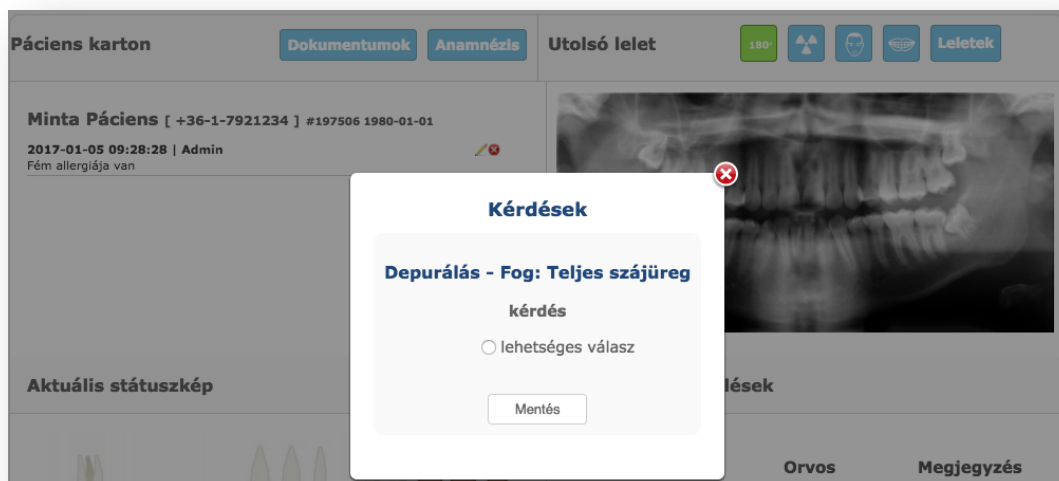 Páciens karton
Dokumentumok
Anamnézis
Utolsó lelet
180°
Leletek
Minta Páciens [ +36-1-7921234 ] #197506 1980-01-01
2017-01-05 09:28:28 | Admin
Fém allergiája van
Kérdések
Depurálás - Fog: Teljes szájüreg
kérdés
lehetséges válasz
Mentés
Aktuális státuszkép
lések
Orvos
Megjegyzés